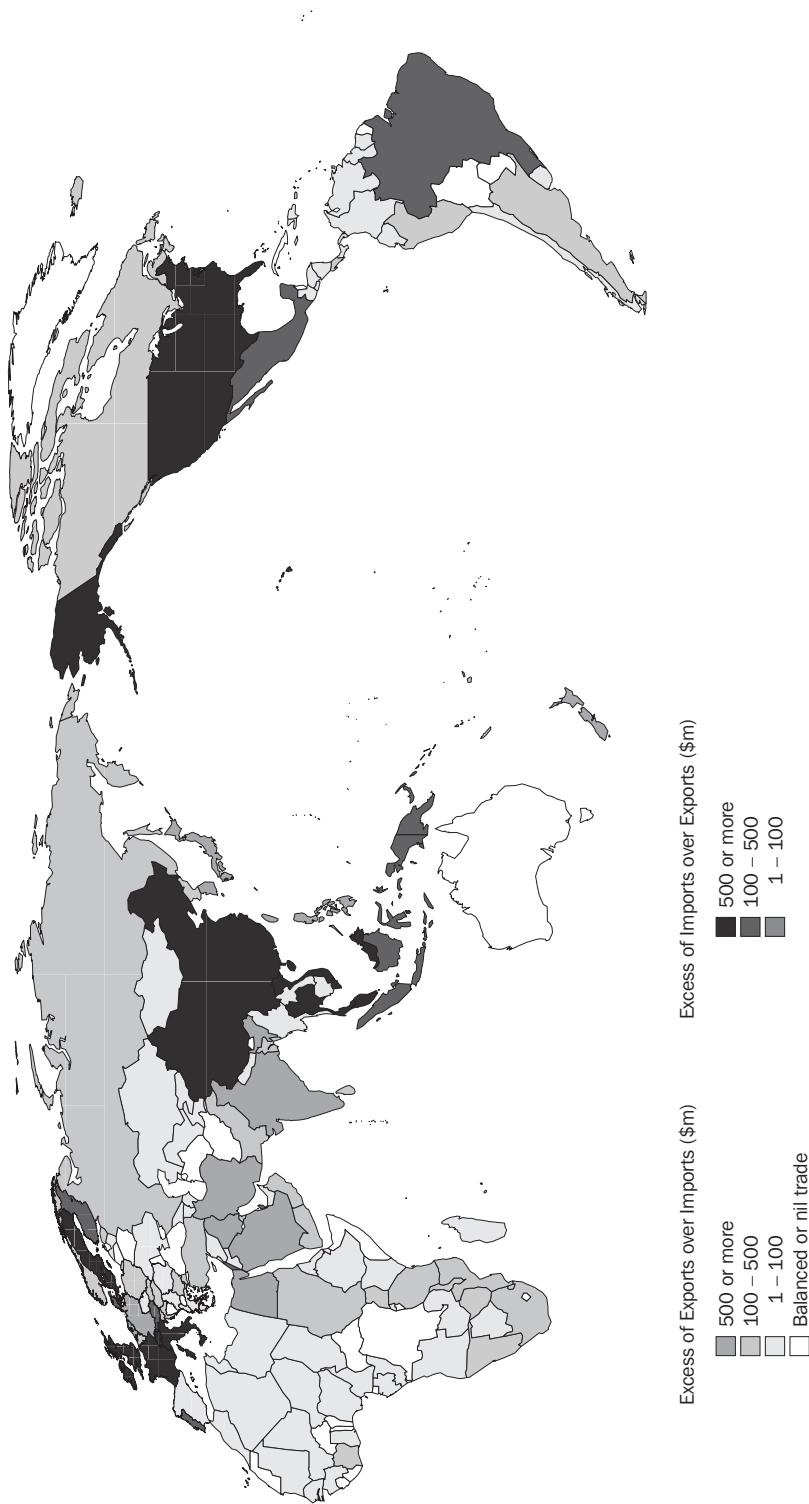 Excess of Exports over Imports ($m)
500 or more
100 – 500
1 – 100
Balanced or nil trade
Excess of Imports over Exports ($m)
500 or more
100 – 500
1 – 100